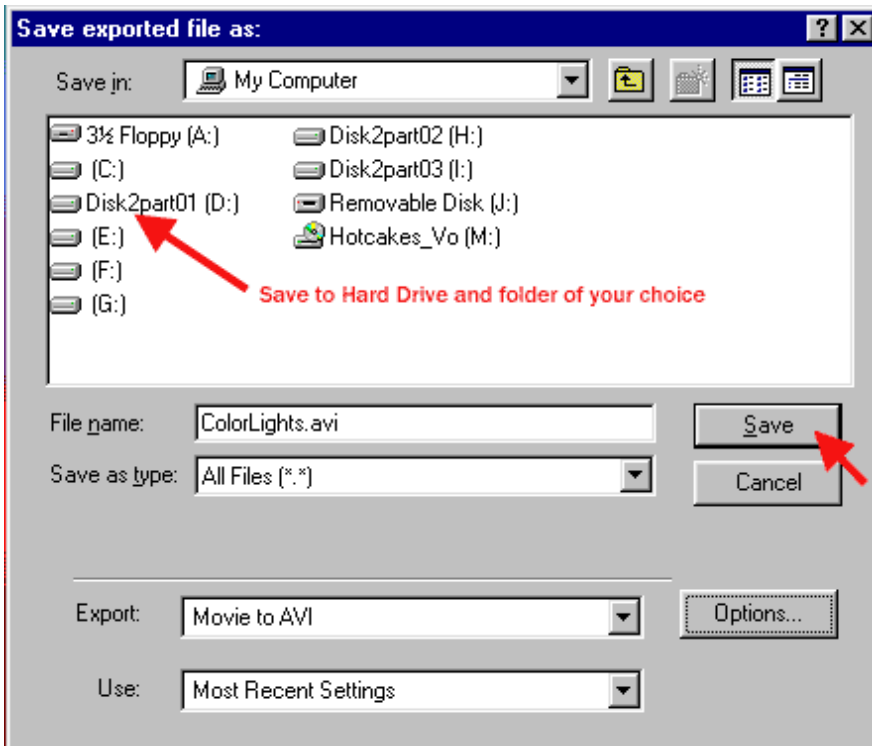 Save exported file as:
Save in: My Computer
3½ Floppy (A:)
(C:)
Disk2part01 (D:)
(E:)
(F:)
(G:)
Disk2part02 (H:)
Disk2part03 (I:)
Removable Disk (J:)
Hotcakes_Vo (M:)
Save to Hard Drive and folder of your choice
File name: ColorLights.avi Save
Save as type: All Files (*.*) Cancel
Export: Movie to AVI Options...
Use: Most Recent Settings